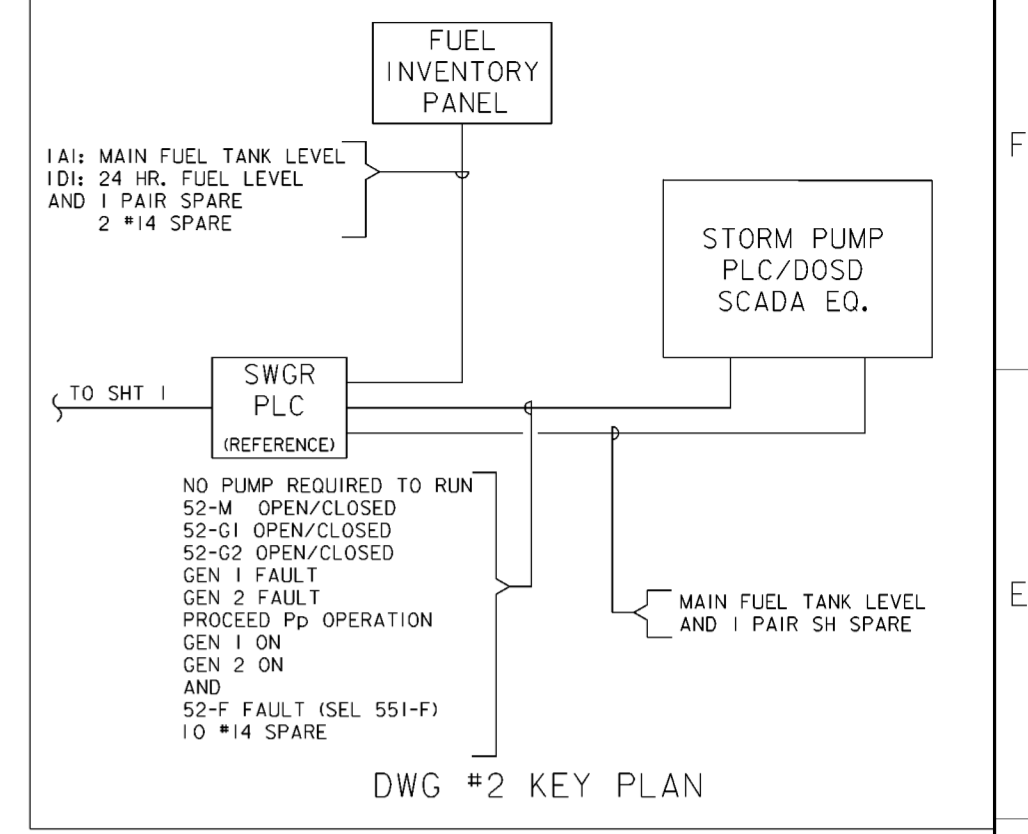 FUEL
INVENTORY
PANEL
1AI: MAIN FUEL TANK LEVEL
1DI: 24 HR. FUEL LEVEL
AND 1 PAIR SPARE
2 #14 SPARE
F
STORM PUMP
PLC/DOSD
SCADA EQ.
TO SHT 1
SWGR
PLC
(REFERENCE)
NO PUMP REQUIRED TO RUN
52-M OPEN/CLOSED
52-G1 OPEN/CLOSED
52-G2 OPEN/CLOSED
GEN 1 FAULT
GEN 2 FAULT
PROCEED Pp OPERATION
GEN 1 ON
GEN 2 ON
AND
52-F FAULT (SEL 551-F)
10 #14 SPARE
MAIN FUEL TANK LEVEL
AND 1 PAIR SH SPARE
E
DWG #2 KEY PLAN